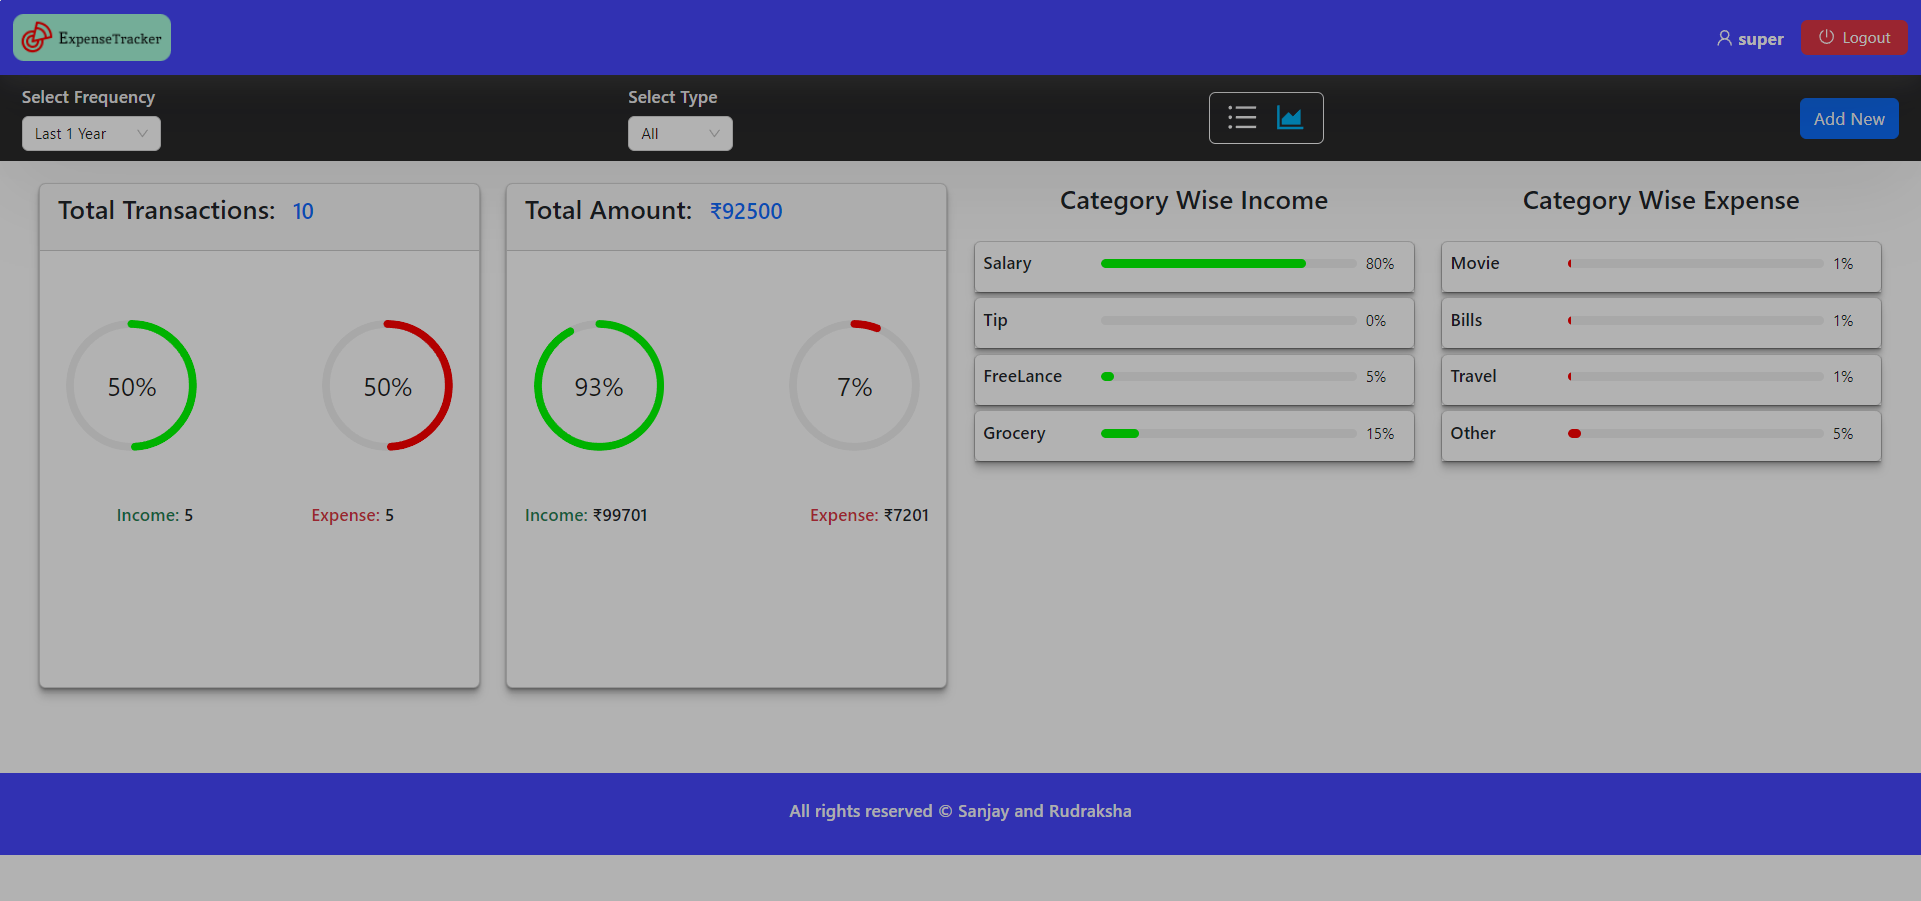 ExpenseTracker
super
Logout
Select Frequency
Last 1 Year
Select Type
All
Add New
Total Transactions: 10
50%
50%
Income: 5
Expense: 5
Total Amount: ₹92500
93%
7%
Income: ₹99701
Expense: ₹7201
Category Wise Income
Salary 80%
Tip 0%
FreeLance 5%
Grocery 15%
Category Wise Expense
Movie 1%
Bills 1%
Travel 1%
Other 5%
All rights reserved © Sanjay and Rudraksha